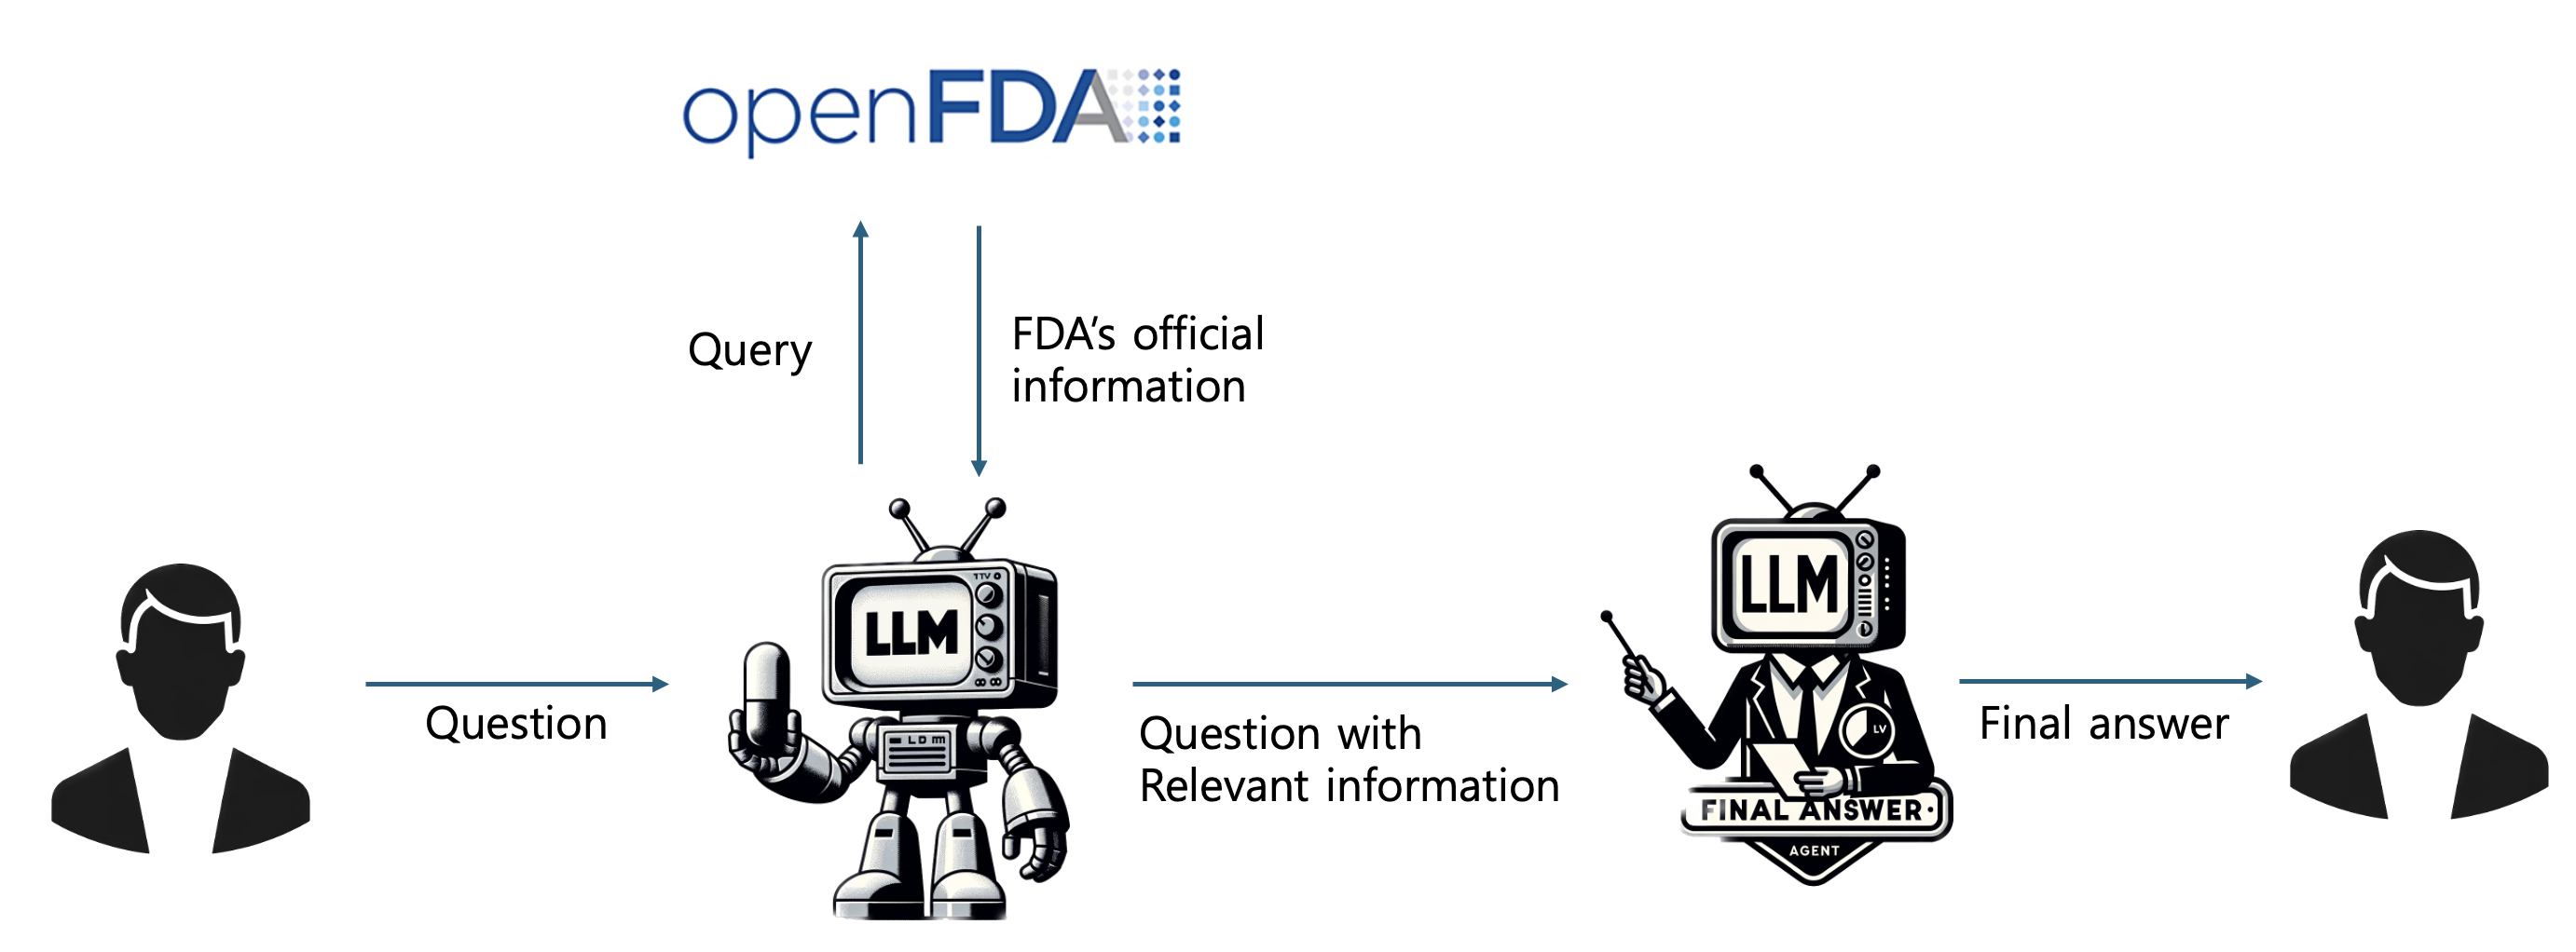 openFDA
Query
FDA's official
information
TTV
LLM
LLM
LV
Question
Question with
Relevant information
Final answer
FINAL ANSWER
AGENT